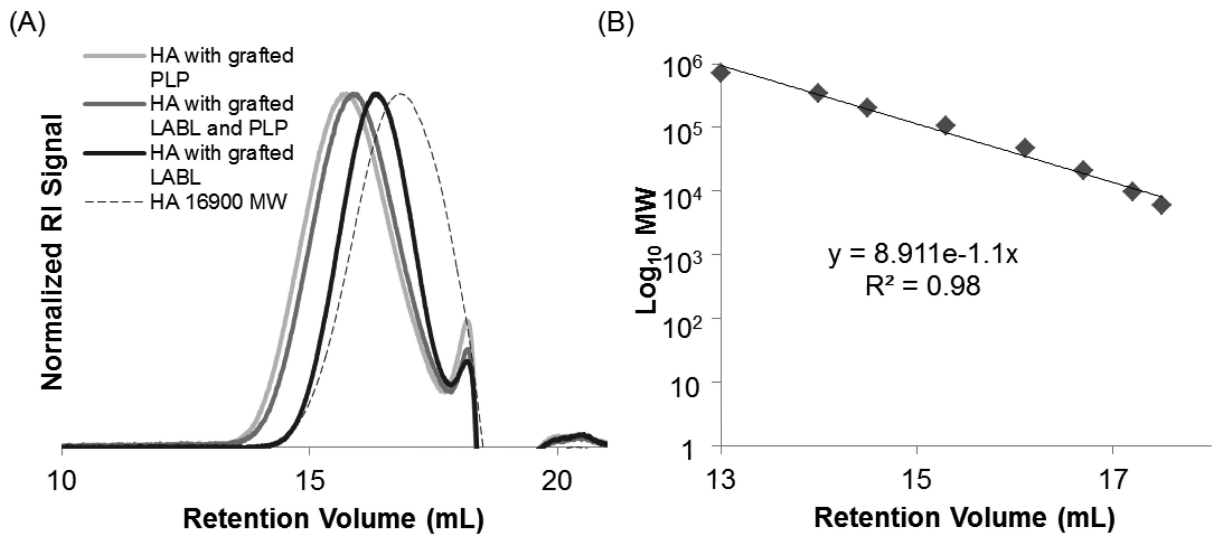 (A)
HA with grafted
PLP
HA with grafted
LABL and PLP
HA with grafted
LABL
HA 16900 MW
Normalized RI Signal
10
15
20
Retention Volume (mL)
(B)
10⁶
10⁵
10⁴
10³
10²
10
1
Log₁₀ MW
y = 8.911e-1.1x
R² = 0.98
13
15
17
Retention Volume (mL)